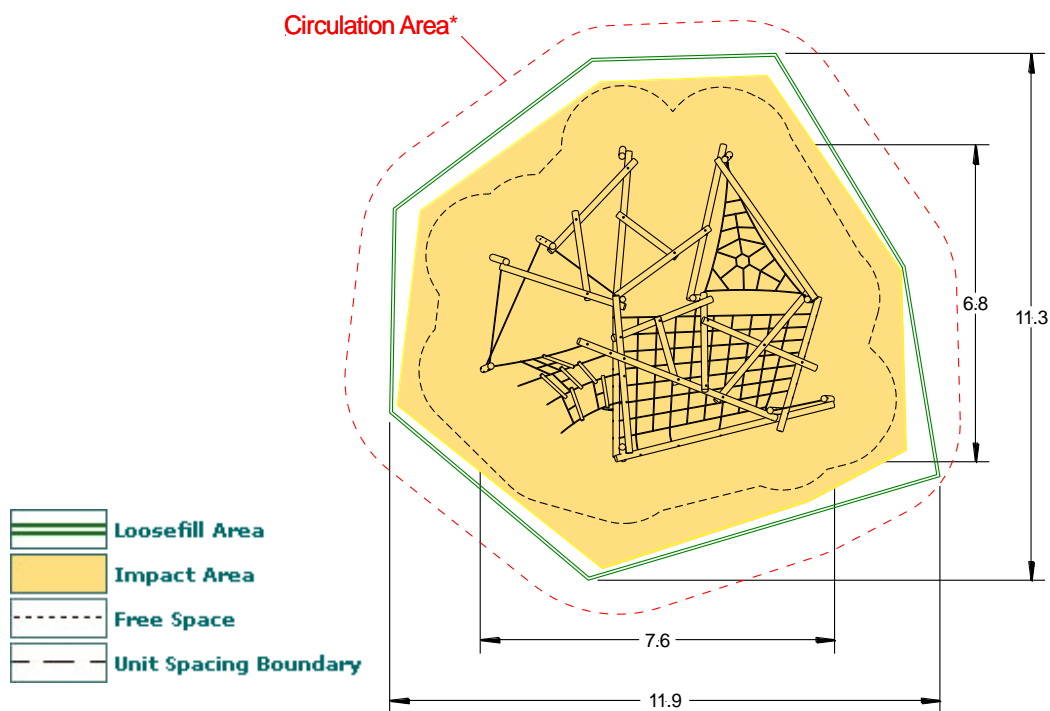 Circulation Area*
6.8
11.3
Loosefill Area
Impact Area
Free Space
Unit Spacing Boundary
7.6
11.9